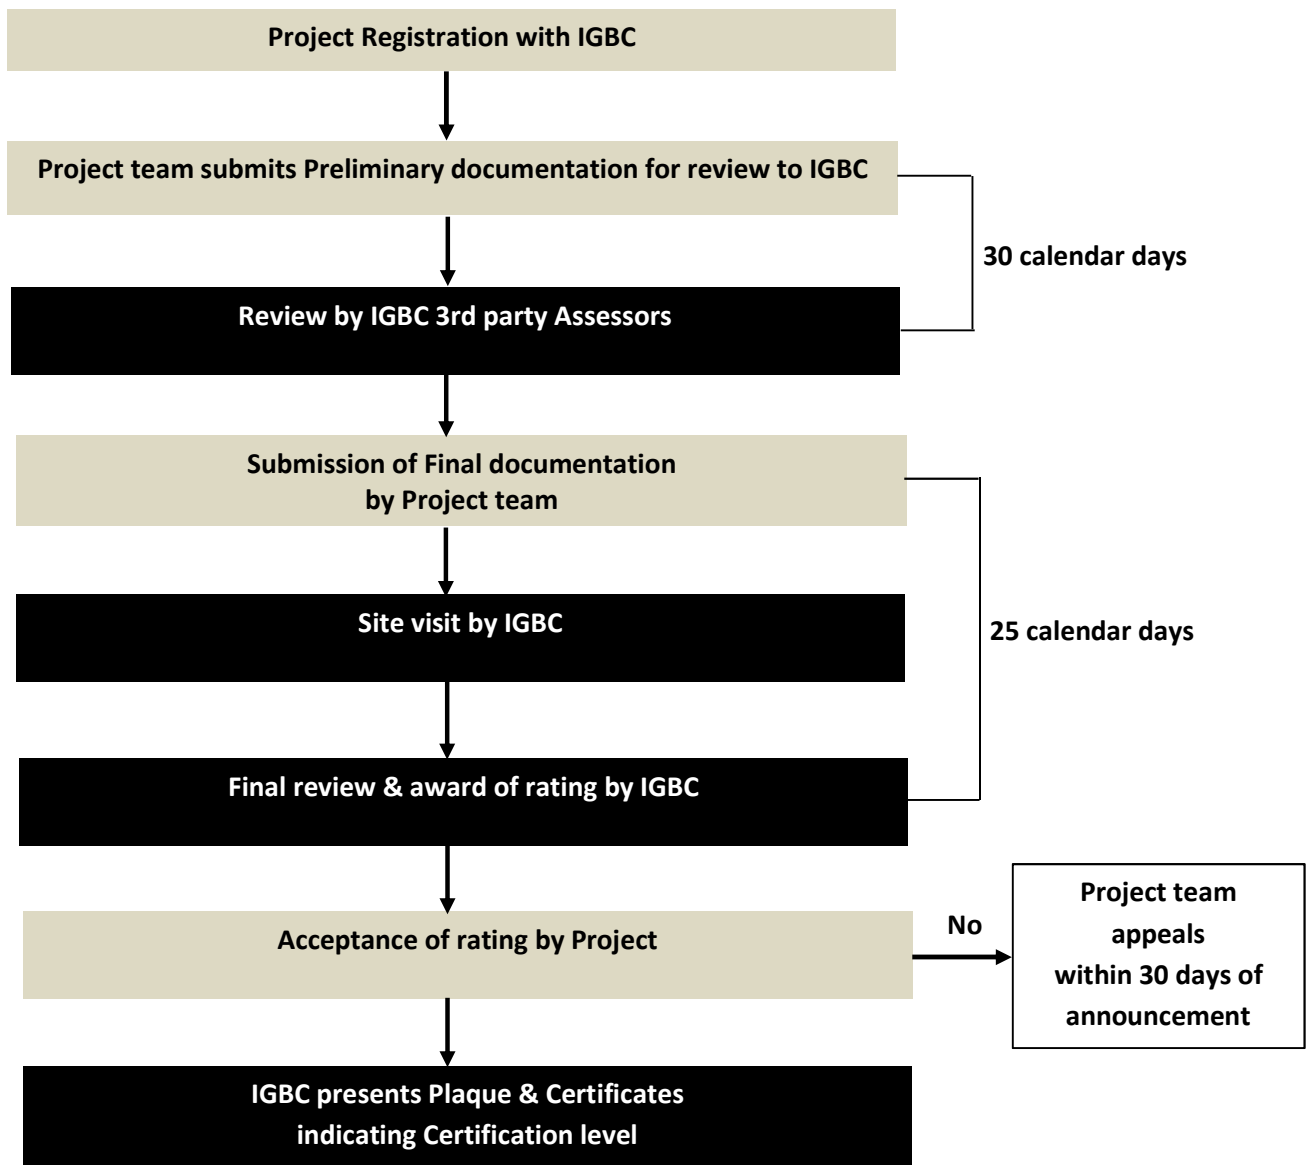 Project Registration with IGBC
Project team submits Preliminary documentation for review to IGBC
30 calendar days
Review by IGBC 3rd party Assessors
Submission of Final documentation
by Project team
Site visit by IGBC
25 calendar days
Final review & award of rating by IGBC
Acceptance of rating by Project
No
Project team
appeals
within 30 days of
announcement
IGBC presents Plaque & Certificates
indicating Certification level